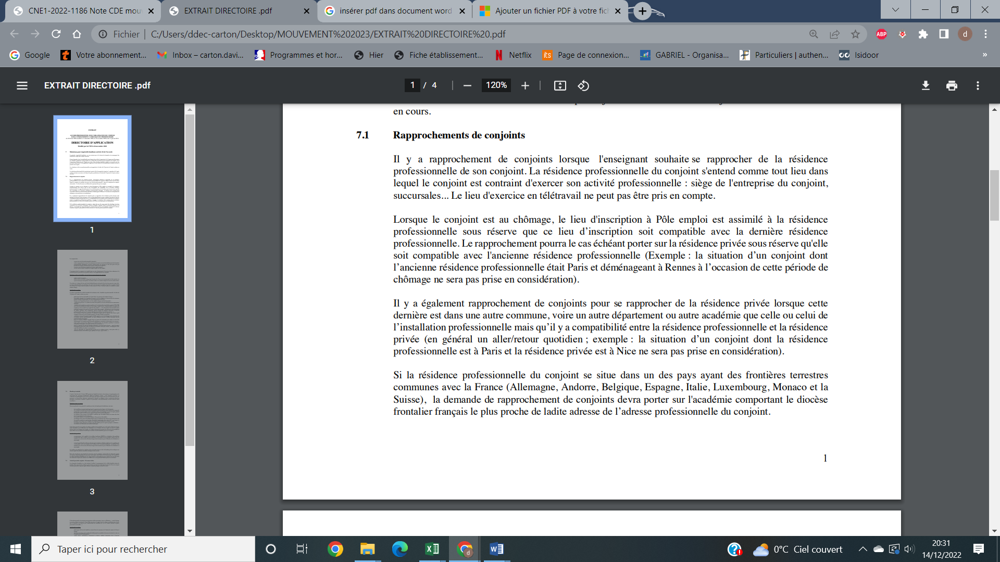 CNE1-2022-1186 Note CDE mou
EXTRAIT DIRECTOIRE .pdf
insérer pdf dans document word
Ajouter un fichier PDF à votre fich
Fichier
C:/Users/ddec-carton/Desktop/MOUVEMENT%202023/EXTRAIT%20DIRECTOIRE%20.pdf
ABP
d
Google
Votre abonnement...
Inbox – carton.davi...
Programmes et hor...
Hier
Fiche établissement...
Netflix
its
Page de connexion...
GABRIEL - Organisa...
Particuliers | authen...
Isidoor
»
EXTRAIT DIRECTOIRE .pdf
1 / 4
120%
EXTRAIT
DIRECTOIRE D'APPLICATION
1
2
3
en cours.
7.1 Rapprochements de conjoints
Il y a rapprochement de conjoints lorsque l'enseignant souhaite se rapprocher de la résidence
professionnelle de son conjoint. La résidence professionnelle du conjoint s'entend comme tout lieu dans
lequel le conjoint est contraint d'exercer son activité professionnelle : siège de l'entreprise du conjoint,
succursales... Le lieu d'exercice en télétravail ne peut pas être pris en compte.
Lorsque le conjoint est au chômage, le lieu d'inscription à Pôle emploi est assimilé à la résidence
professionnelle sous réserve que ce lieu d’inscription soit compatible avec la dernière résidence
professionnelle. Le rapprochement pourra le cas échéant porter sur la résidence privée sous réserve qu'elle
soit compatible avec l'ancienne résidence professionnelle (Exemple : la situation d’un conjoint dont
l’ancienne résidence professionnelle était Paris et déménageant à Rennes à l’occasion de cette période de
chômage ne sera pas prise en considération).
Il y a également rapprochement de conjoints pour se rapprocher de la résidence privée lorsque cette
dernière est dans une autre commune, voire un autre département ou autre académie que celle ou celui de
l’installation professionnelle mais qu’il y a compatibilité entre la résidence professionnelle et la résidence
privée (en général un aller/retour quotidien ; exemple : la situation d’un conjoint dont la résidence
professionnelle est à Paris et la résidence privée est à Nice ne sera pas prise en considération).
Si la résidence professionnelle du conjoint se situe dans un des pays ayant des frontières terrestres
communes avec la France (Allemagne, Andorre, Belgique, Espagne, Italie, Luxembourg, Monaco et la
Suisse), la demande de rapprochement de conjoints devra porter sur l'académie comportant le diocèse
frontalier français le plus proche de ladite adresse de l’adresse professionnelle du conjoint.
1
Taper ici pour rechercher
0°C Ciel couvert
20:31
14/12/2022